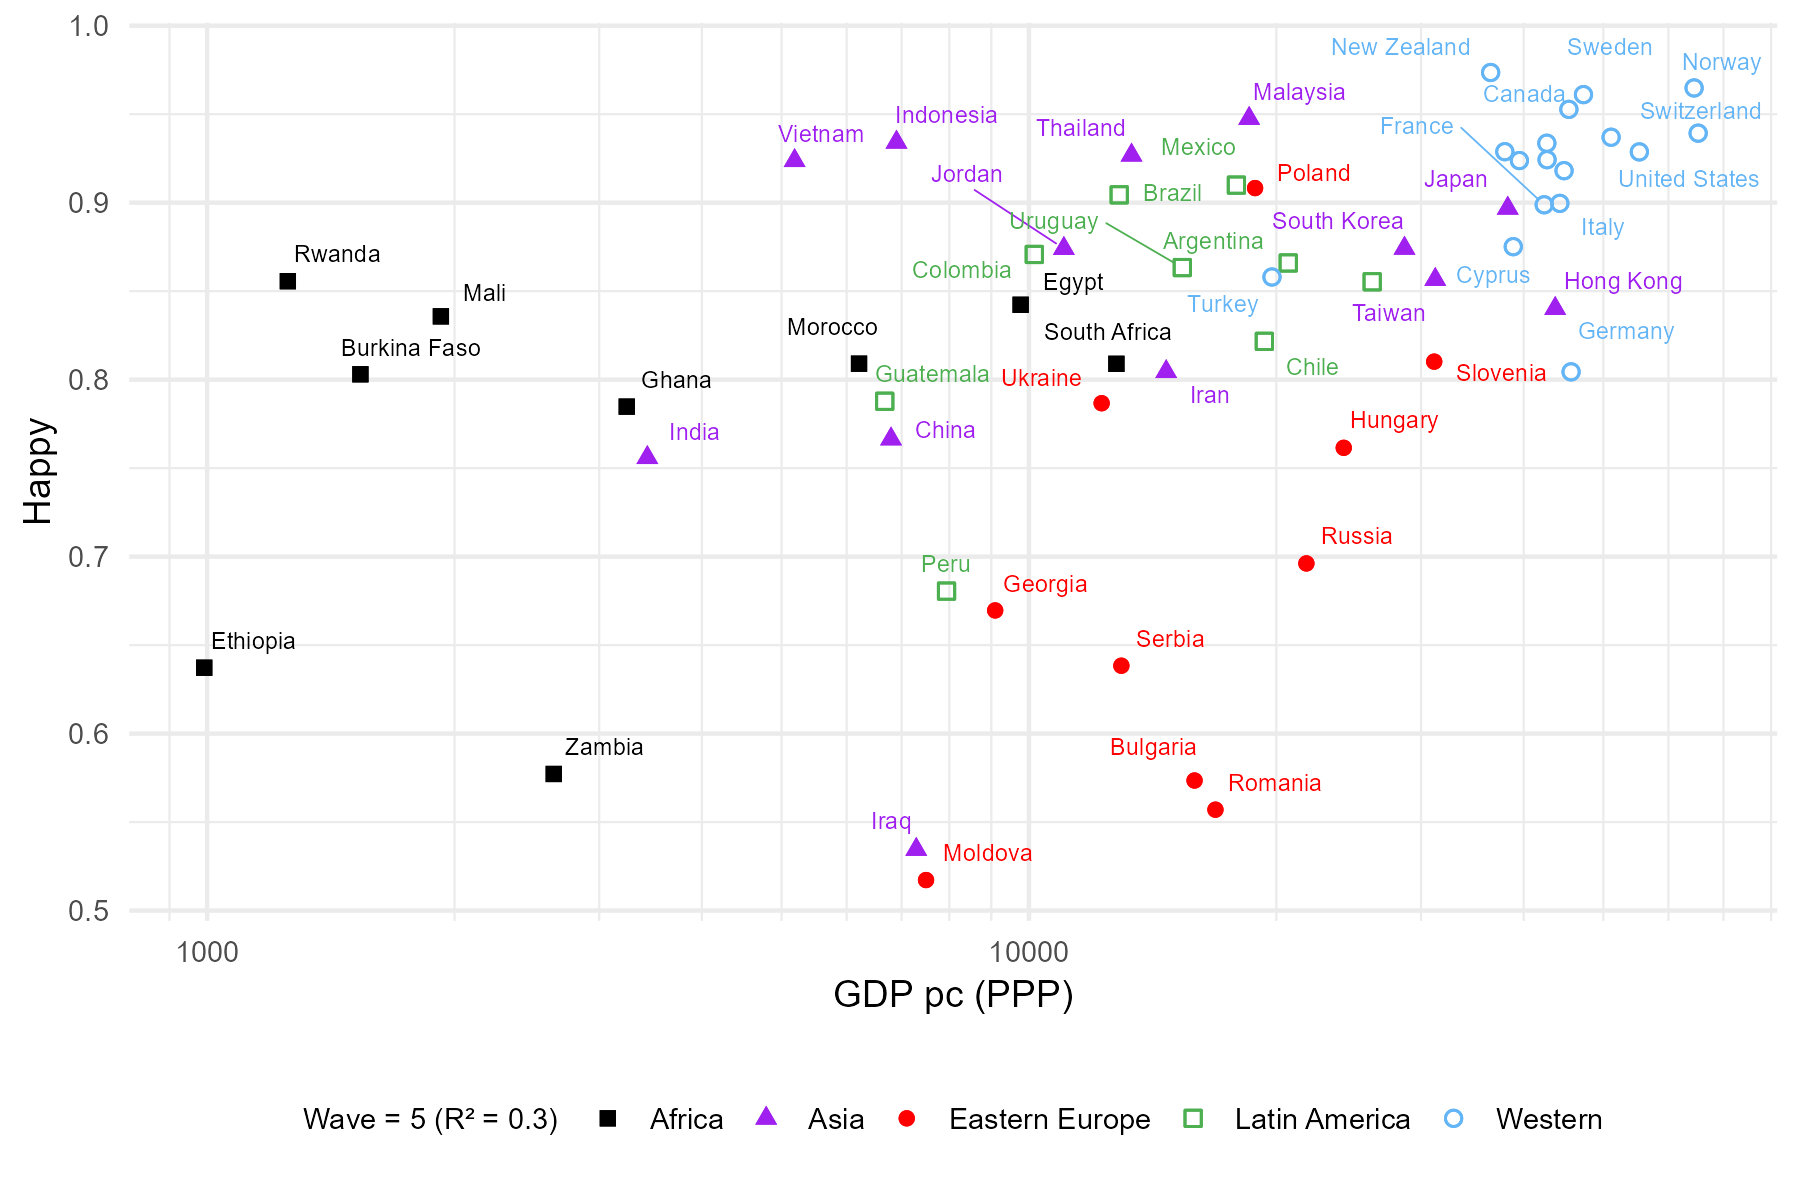 1.0
New Zealand
Sweden
Norway
Malaysia
Canada
Indonesia
Switzerland
Vietnam
Thailand
France
Mexico
Jordan
Poland
Japan
United States
Brazil
0.9
Uruguay
South Korea
Italy
Argentina
Rwanda
Colombia
Cyprus
Egypt
Hong Kong
Mali
Turkey
Taiwan
Morocco
South Africa
Germany
Burkina Faso
Chile
Guatemala
Slovenia
0.8
Ghana
Ukraine
Iran
Hungary
India
China
Happy
Russia
0.7
Peru
Georgia
Ethiopia
Serbia
0.6
Zambia
Bulgaria
Romania
Iraq
Moldova
0.5
1000
10000
GDP pc (PPP)
Wave = 5 (R² = 0.3)
Africa
Asia
Eastern Europe
Latin America
Western